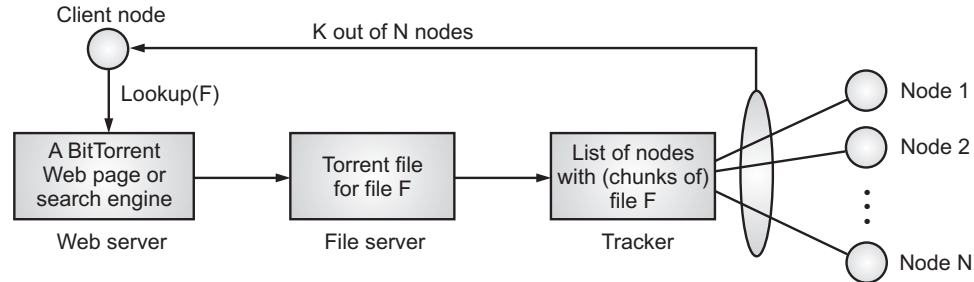 Client node
K out of N nodes
Lookup(F)
A BitTorrent
Web page or
search engine
Web server
Torrent file
for file F
File server
List of nodes
with (chunks of)
file F
Tracker
Node 1
Node 2
Node N